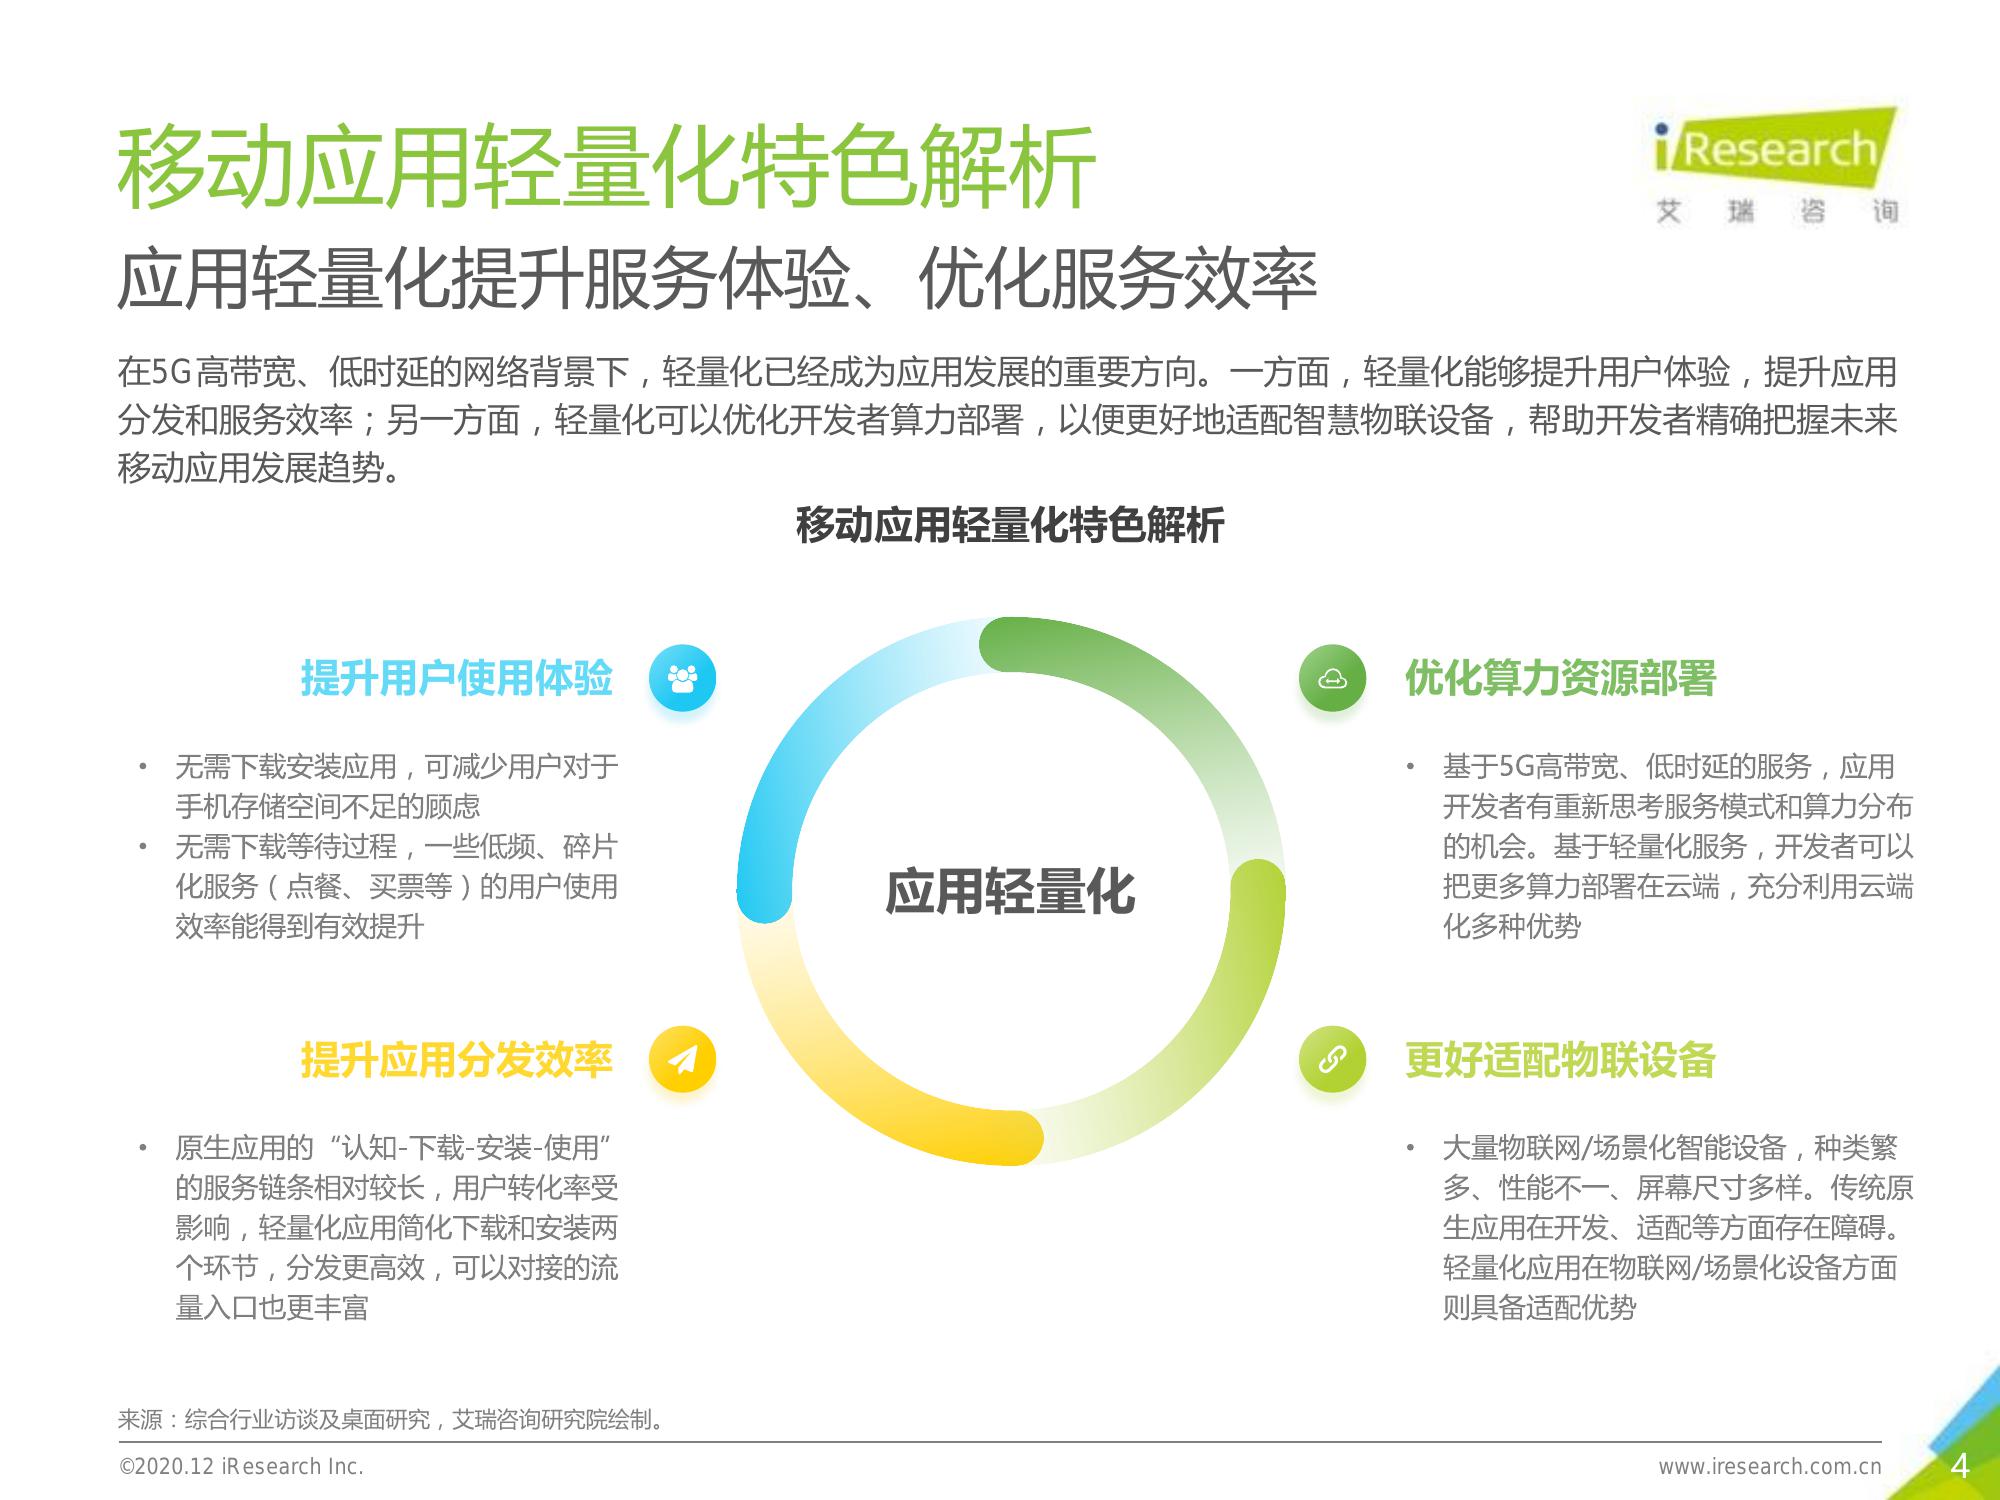 移动应用轻量化特色解析
iResearch
艾瑞咨询
应用轻量化提升服务体验、优化服务效率
在5G高带宽、低时延的网络背景下，轻量化已经成为应用发展的重要方向。一方面，轻量化能够提升用户体验，提升应用
分发和服务效率；另一方面，轻量化可以优化开发者算力部署，以便更好地适配智慧物联设备，帮助开发者精确把握未来
移动应用发展趋势。
移动应用轻量化特色解析
提升用户使用体验
• 无需下载安装应用，可减少用户对于
手机存储空间不足的顾虑
• 无需下载等待过程，一些低频、碎片
化服务（点餐、买票等）的用户使用
效率能得到有效提升
提升应用分发效率
• 原生应用的“认知-下载-安装-使用”
的服务链条相对较长，用户转化率受
影响，轻量化应用简化下载和安装两
个环节，分发更高效，可以对接的流
量入口也更丰富
应用轻量化
优化算力资源部署
• 基于5G高带宽、低时延的服务，应用
开发者有重新思考服务模式和算力分布
的机会。基于轻量化服务，开发者可以
把更多算力部署在云端，充分利用云端
化多种优势
更好适配物联设备
• 大量物联网/场景化智能设备，种类繁
多、性能不一、屏幕尺寸多样。传统原
生应用在开发、适配等方面存在障碍。
轻量化应用在物联网/场景化设备方面
则具备适配优势
来源：综合行业访谈及桌面研究，艾瑞咨询研究院绘制。
©2020.12 iResearch Inc.
www.iresearch.com.cn
4